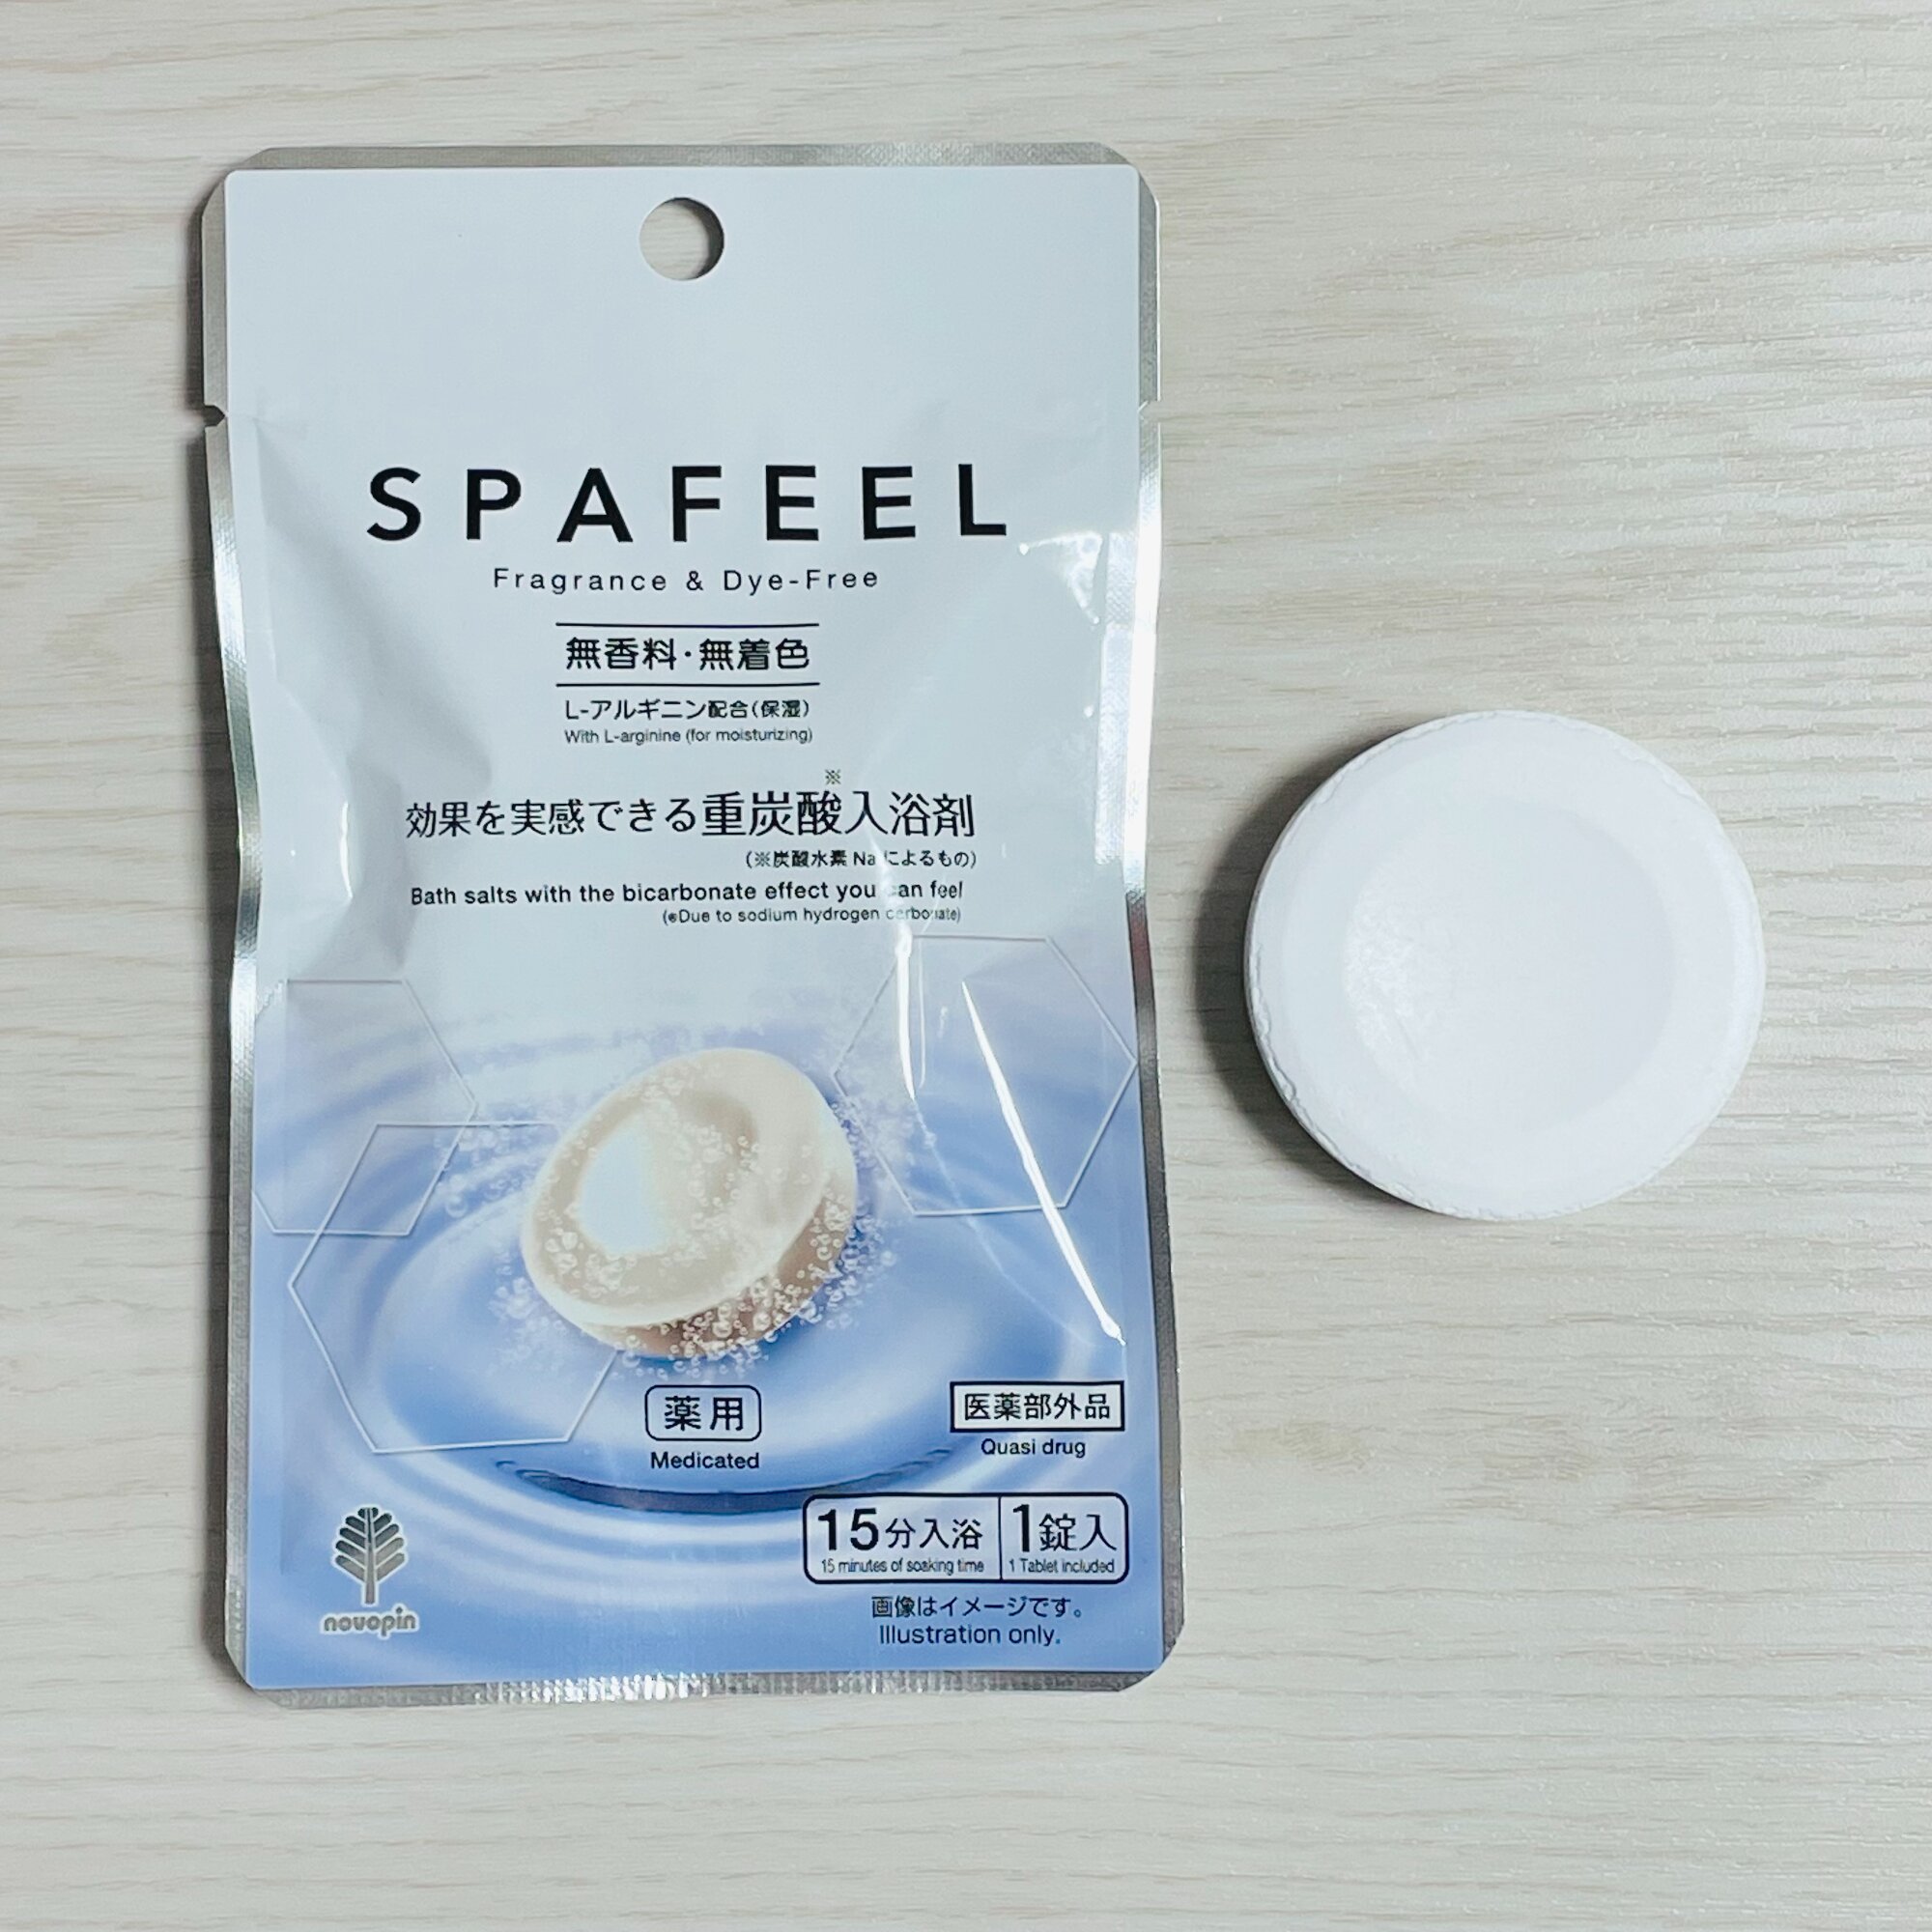 SPAFEEL
Fragrance & Dye-Free
無香料・無着色
L-アルギニン配合（保湿）
With L-arginine (for moisturizing)
※
効果を実感できる重炭酸入浴剤
（※炭酸水素Naによるもの）
Bath salts with the bicarbonate effect you can feel
(※Due to sodium hydrogen carbonate)
薬用
Medicated
医薬部外品
Quasi drug
15分入浴 1錠入
15 minutes of soaking time 1 Tablet included
novopin
画像はイメージです。
Illustration only.